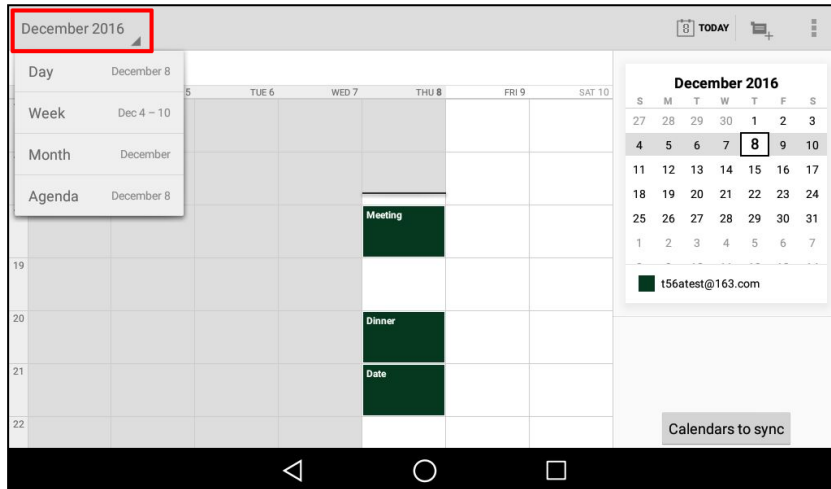 December 2016
8 TODAY
Day December 8
Week Dec 4 – 10
Month December
Agenda December 8
5 TUE 6 WED 7 THU 8 FRI 9 SAT 10
Meeting
19
20
Dinner
21
Date
22
December 2016
S M T W T F S
27 28 29 30 1 2 3
4 5 6 7 8 9 10
11 12 13 14 15 16 17
18 19 20 21 22 23 24
25 26 27 28 29 30 31
1 2 3 4 5 6 7
t56atest@163.com
Calendars to sync